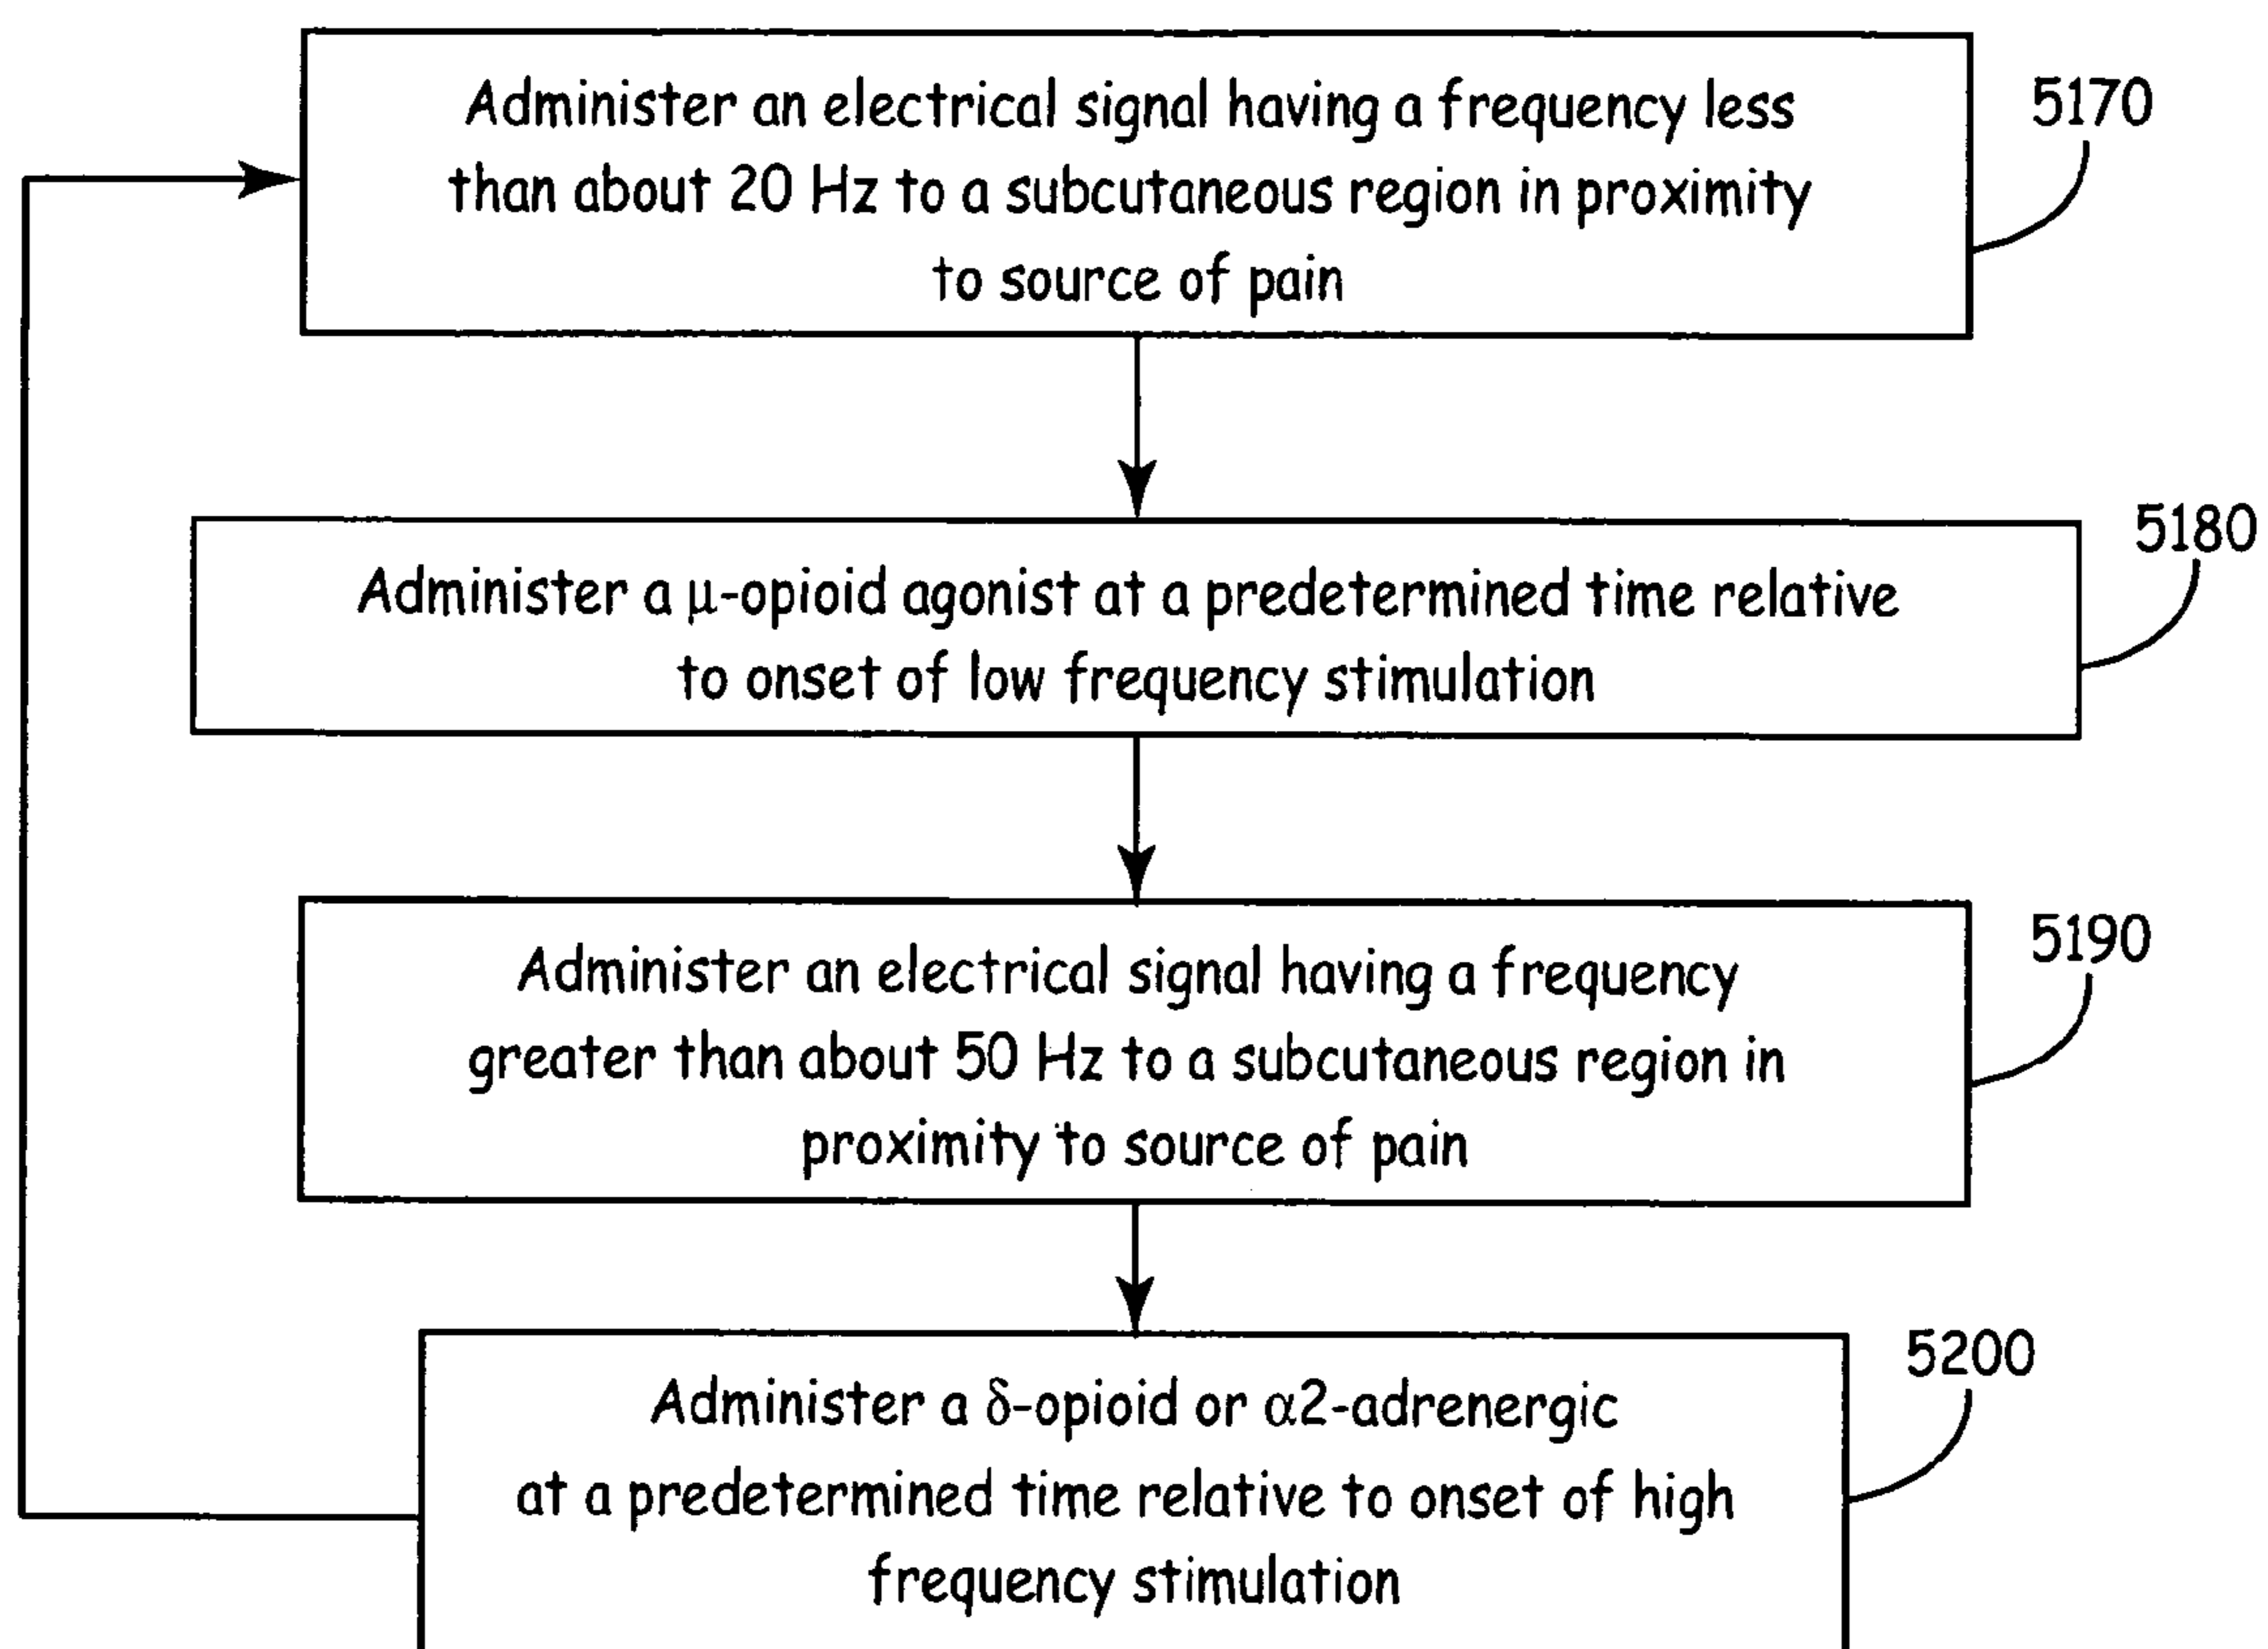 Administer an electrical signal having a frequency less
than about 20 Hz to a subcutaneous region in proximity
to source of pain
5170
Administer a μ-opioid agonist at a predetermined time relative
to onset of low frequency stimulation
5180
Administer an electrical signal having a frequency
greater than about 50 Hz to a subcutaneous region in
proximity to source of pain
5190
Administer a δ-opioid or α2-adrenergic
at a predetermined time relative to onset of high
frequency stimulation
5200